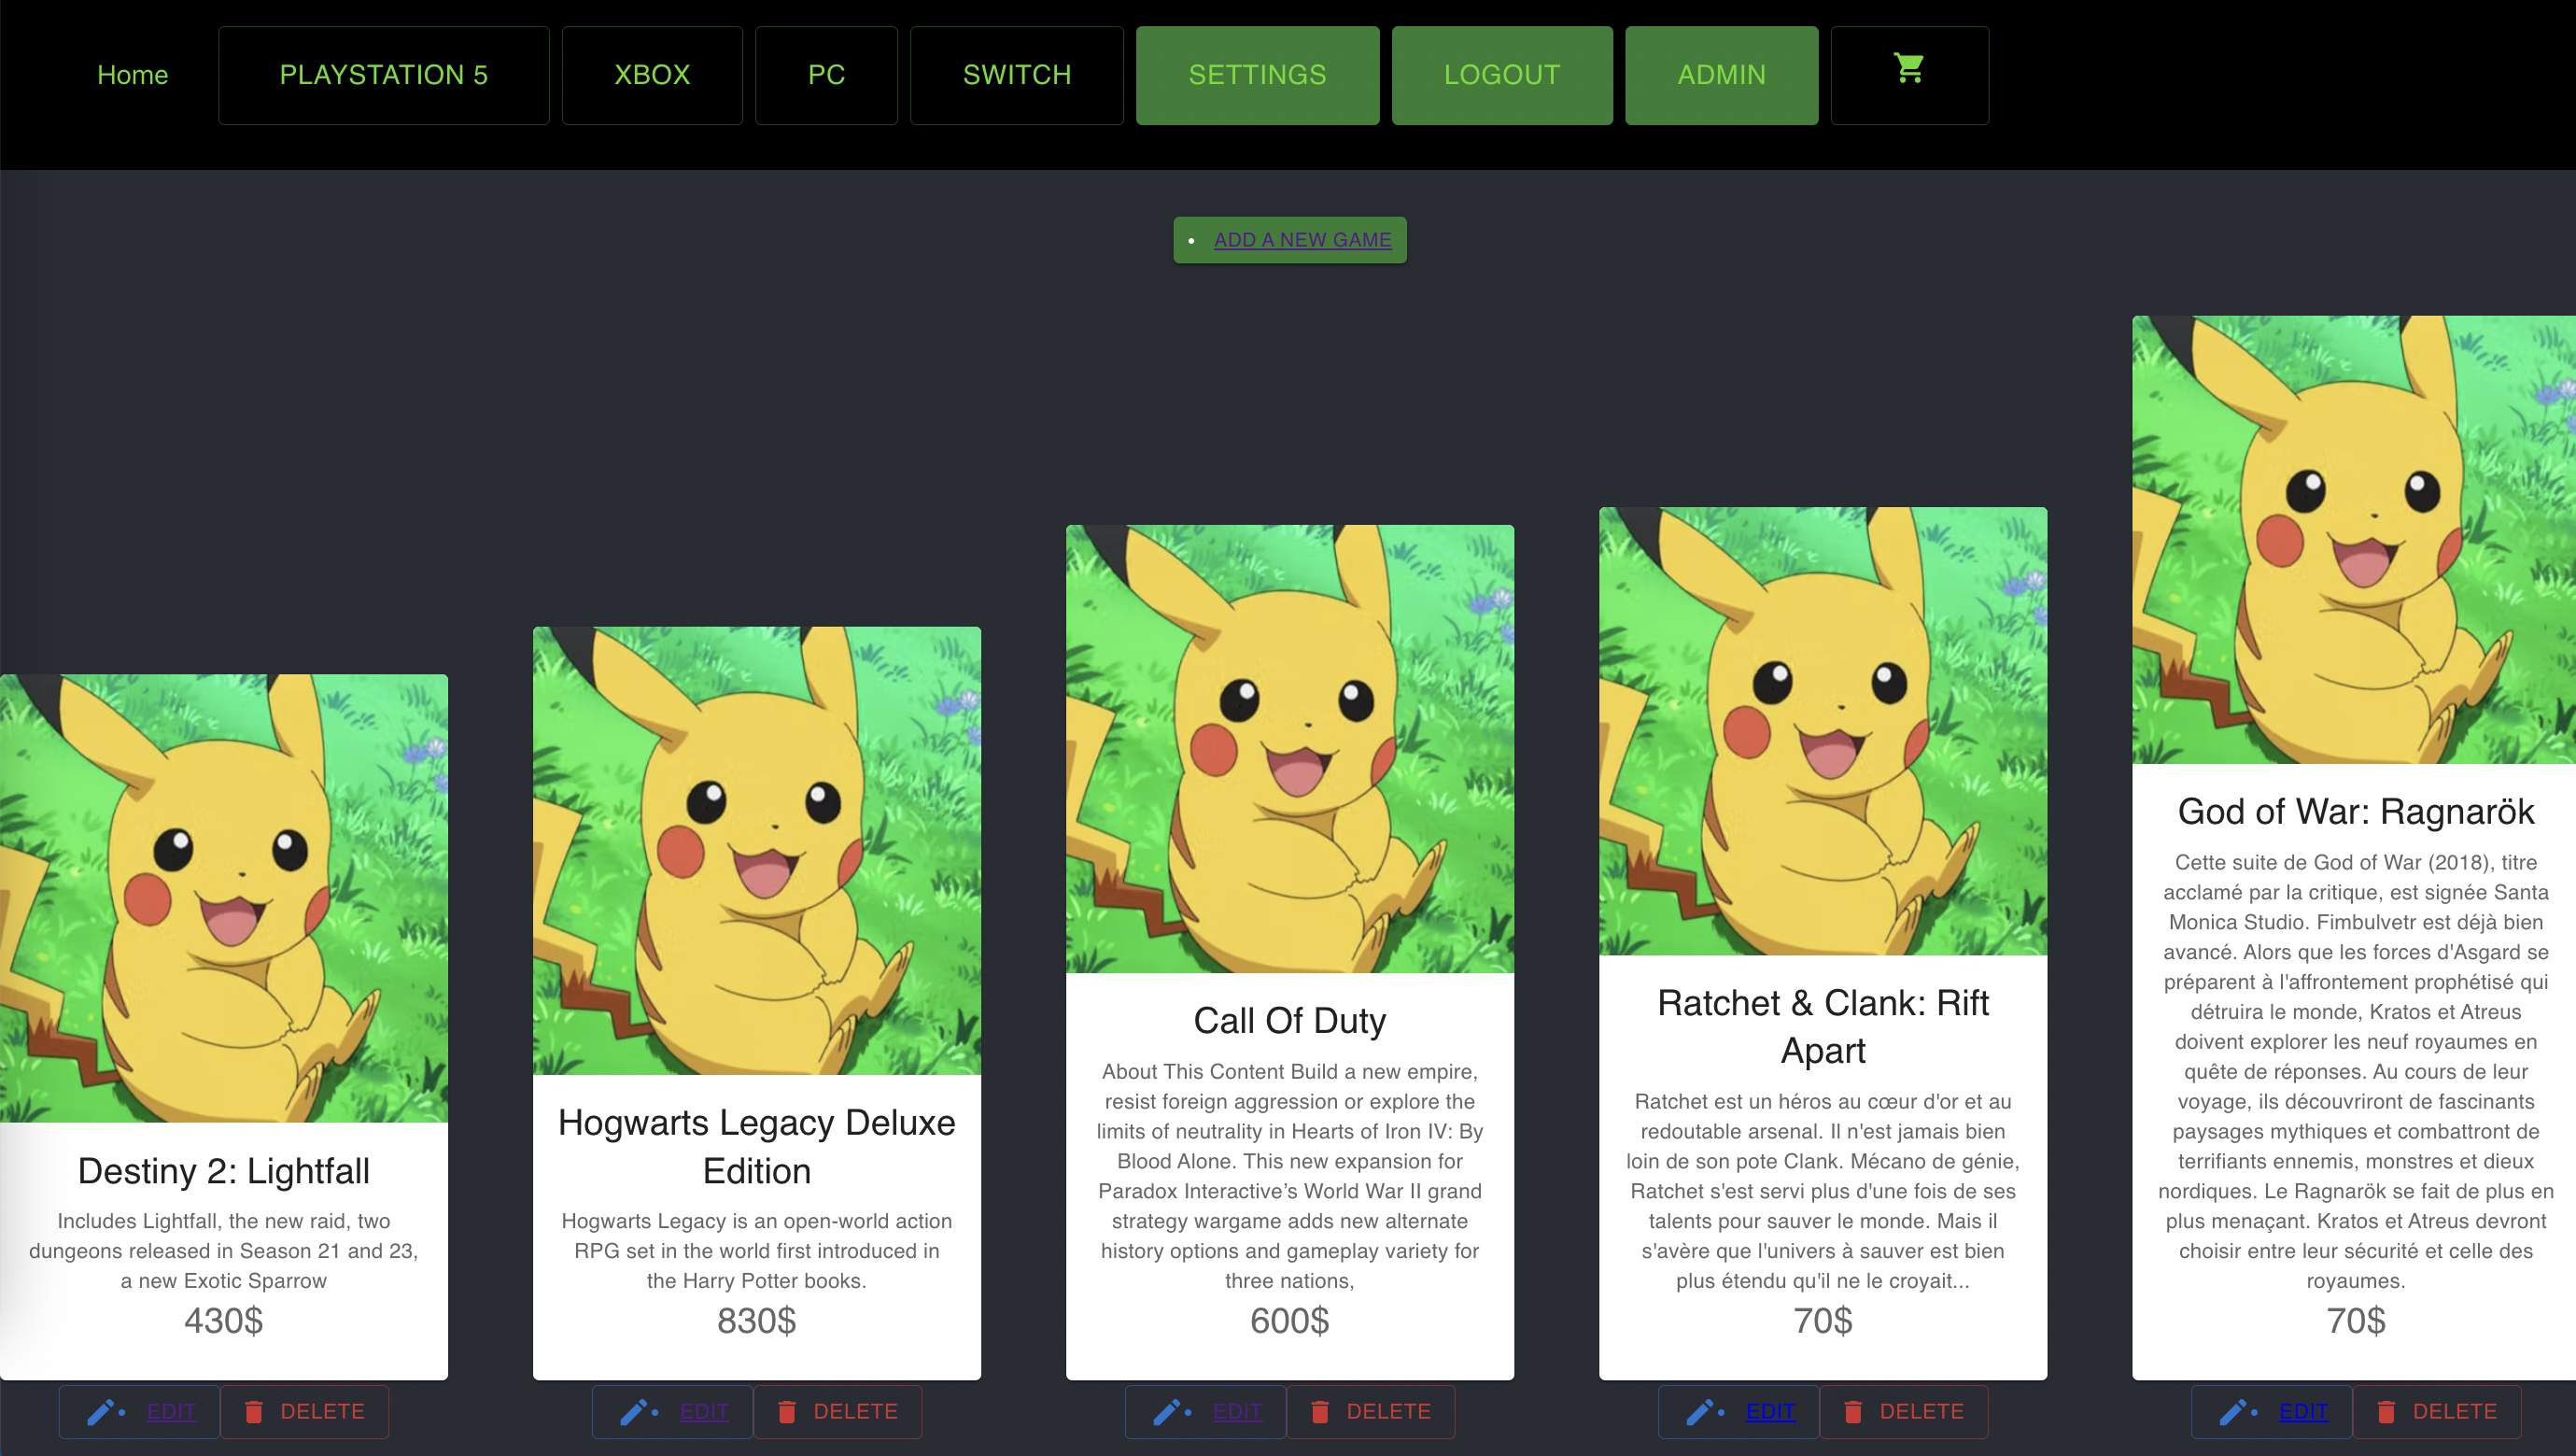 Home
PLAYSTATION 5
XBOX
PC
SWITCH
SETTINGS
LOGOUT
ADMIN
ADD A NEW GAME
Destiny 2: Lightfall
Includes Lightfall, the new raid, two
dungeons released in Season 21 and 23,
a new Exotic Sparrow
430$
EDIT
DELETE
Hogwarts Legacy Deluxe
Edition
Hogwarts Legacy is an open-world action
RPG set in the world first introduced in
the Harry Potter books.
830$
EDIT
DELETE
Call Of Duty
About This Content Build a new empire,
resist foreign aggression or explore the
limits of neutrality in Hearts of Iron IV: By
Blood Alone. This new expansion for
Paradox Interactive’s World War II grand
strategy wargame adds new alternate
history options and gameplay variety for
three nations,
600$
EDIT
DELETE
Ratchet & Clank: Rift
Apart
Ratchet est un héros au cœur d'or et au
redoutable arsenal. Il n'est jamais bien
loin de son pote Clank. Mécano de génie,
Ratchet s'est servi plus d'une fois de ses
talents pour sauver le monde. Mais il
s'avère que l'univers à sauver est bien
plus étendu qu'il ne le croyait...
70$
EDIT
DELETE
God of War: Ragnarök
Cette suite de God of War (2018), titre
acclamé par la critique, est signée Santa
Monica Studio. Fimbulvetr est déjà bien
avancé. Alors que les forces d'Asgard se
préparent à l'affrontement prophétisé qui
détruira le monde, Kratos et Atreus
doivent explorer les neuf royaumes en
quête de réponses. Au cours de leur
voyage, ils découvriront de fascinants
paysages mythiques et combattront de
terrifiants ennemis, monstres et dieux
nordiques. Le Ragnarök se fait de plus en
plus menaçant. Kratos et Atreus devront
choisir entre leur sécurité et celle des
royaumes.
70$
EDIT
DELETE